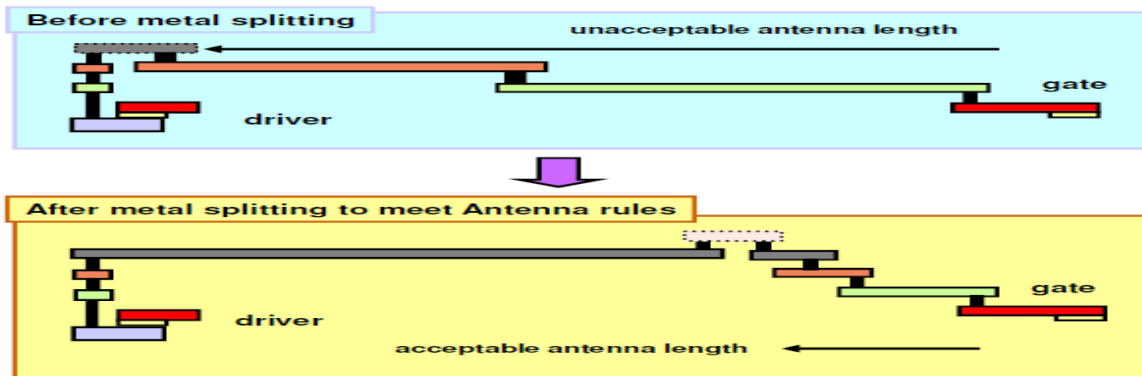 Before metal splitting
unacceptable antenna length
gate
driver
After metal splitting to meet Antenna rules
gate
driver
acceptable antenna length